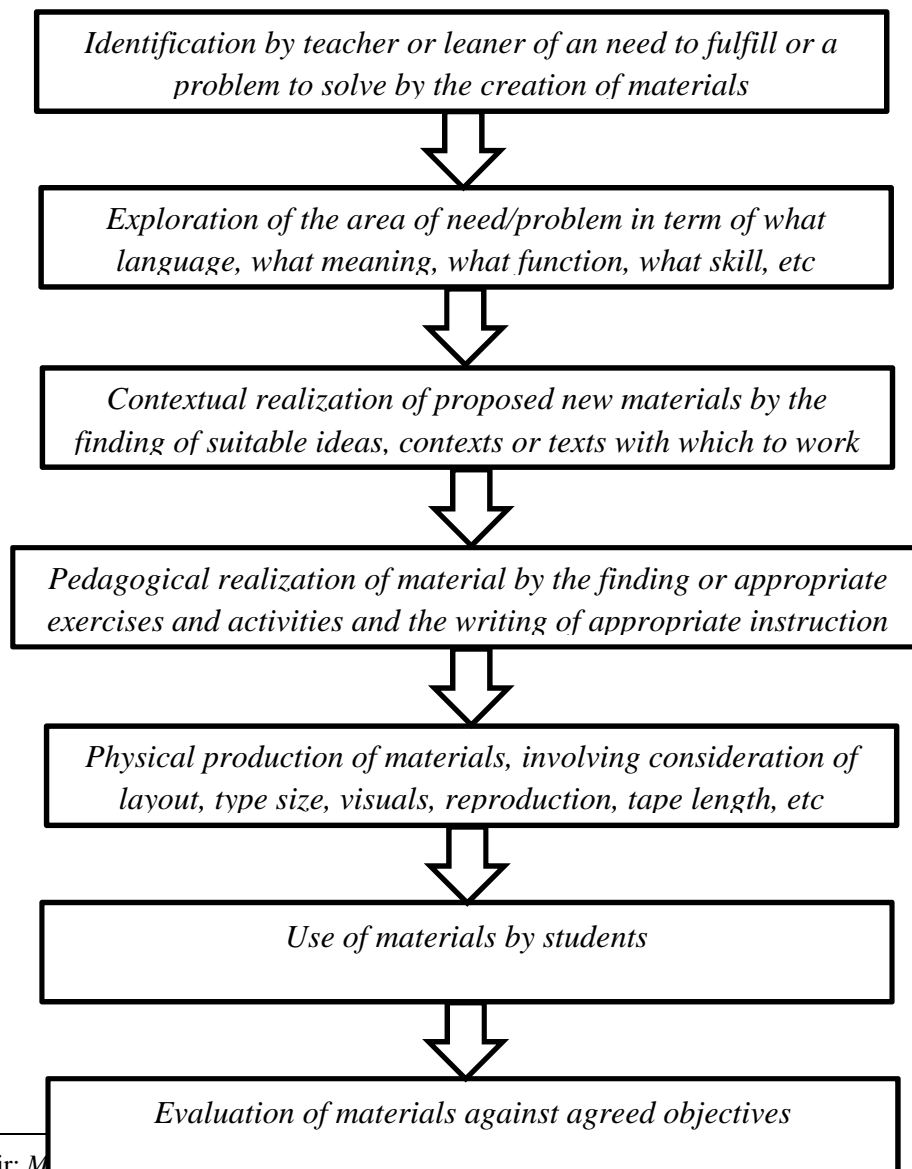 Identification by teacher or leaner of an need to fulfill or a
problem to solve by the creation of materials
Exploration of the area of need/problem in term of what
language, what meaning, what function, what skill, etc
Contextual realization of proposed new materials by the
finding of suitable ideas, contexts or texts with which to work
Pedagogical realization of material by the finding or appropriate
exercises and activities and the writing of appropriate instruction
Physical production of materials, involving consideration of
layout, type size, visuals, reproduction, tape length, etc
Use of materials by students
Evaluation of materials against agreed objectives